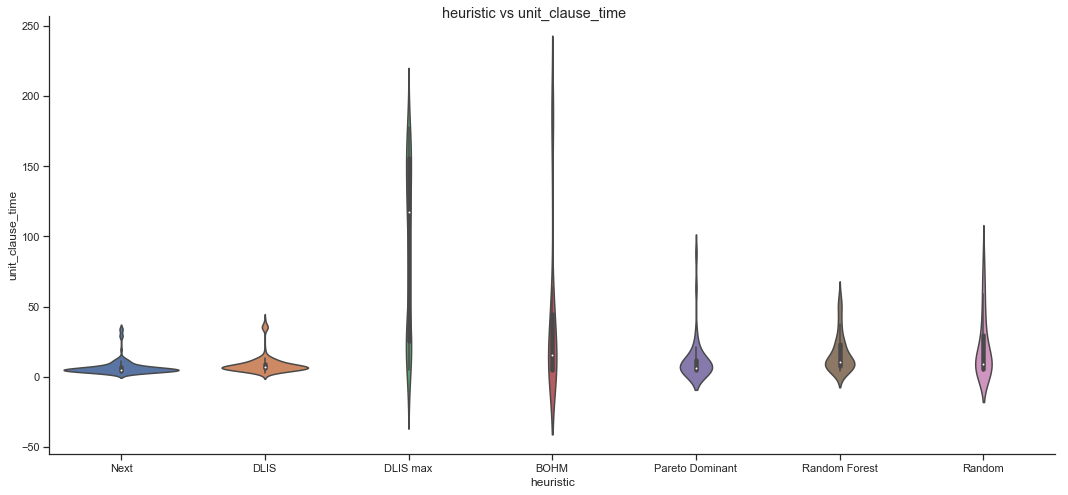 heuristic vs unit_clause_time
250
200
150
100
50
0
−50
unit_clause_time
Next DLIS DLIS max BOHM Pareto Dominant Random Forest Random
heuristic